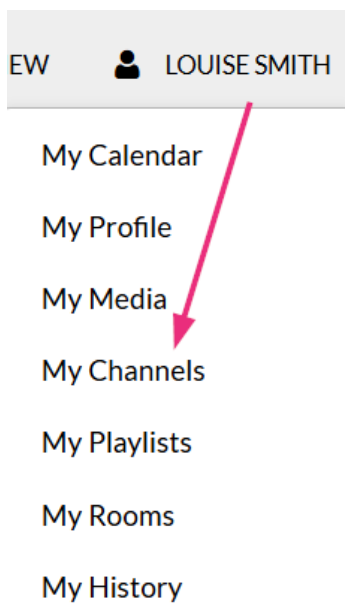 EW LOUISE SMITH
My Calendar
My Profile
My Media
My Channels
My Playlists
My Rooms
My History